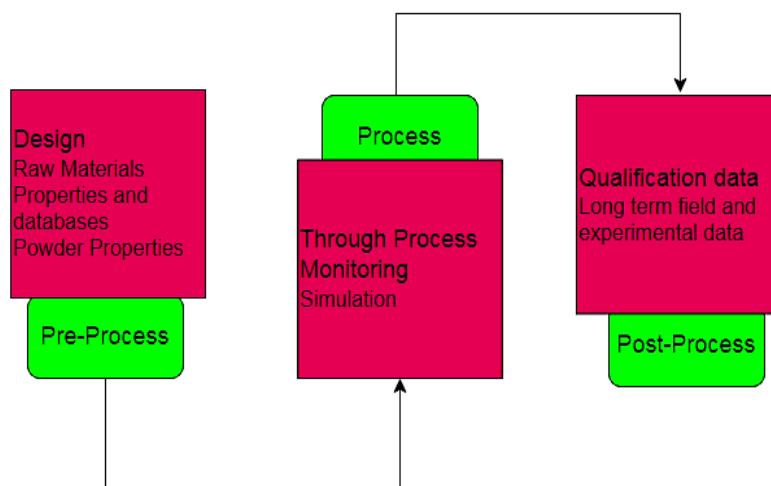 Design
Raw Materials
Properties and
databases
Powder Properties
Pre-Process
Process
Through Process
Monitoring
Simulation
Qualification data
Long term field and
experimental data
Post-Process